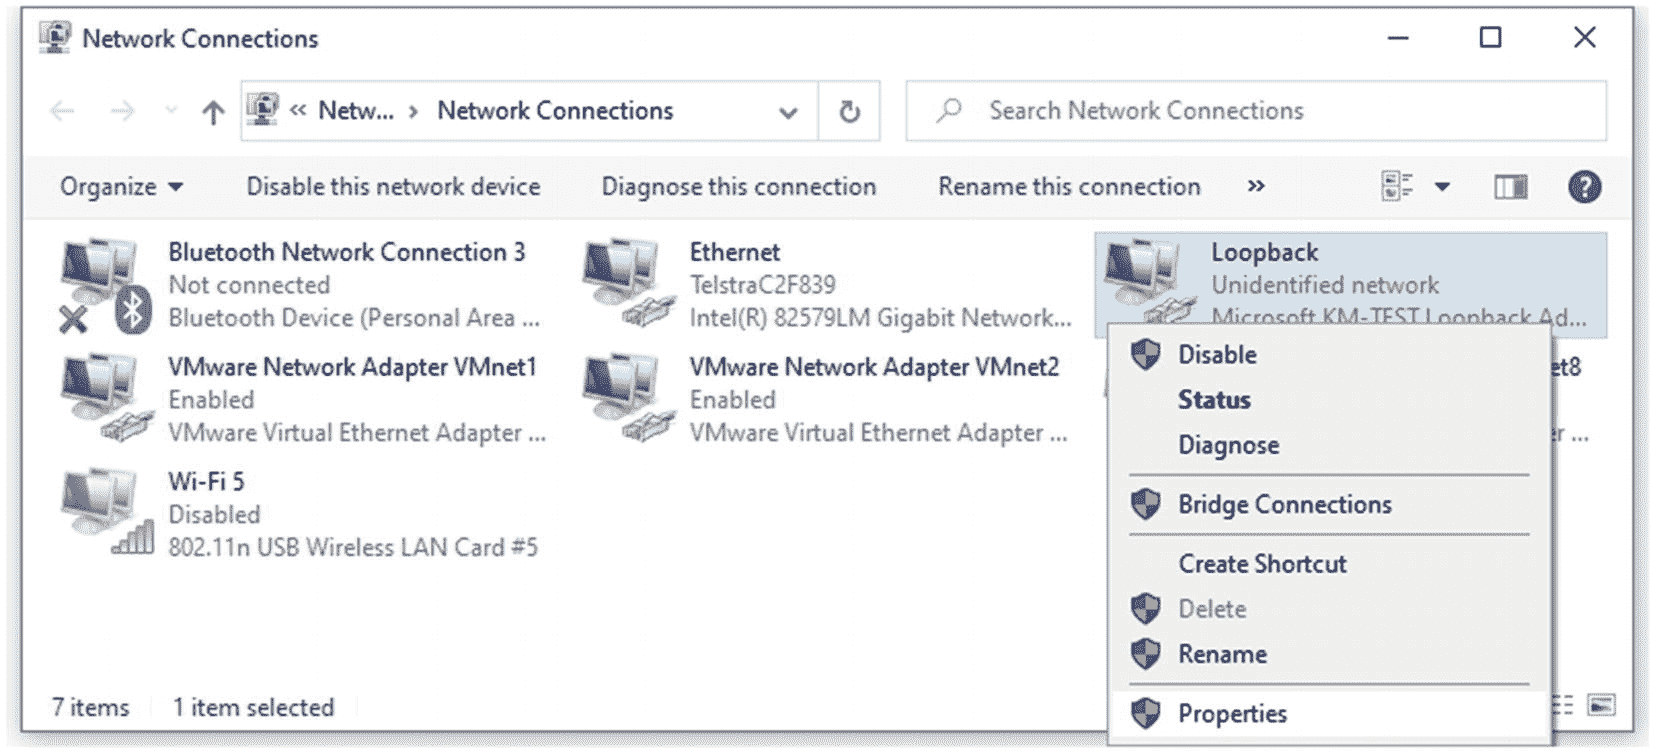 Network Connections
« Netw... › Network Connections
Search Network Connections
Organize
Disable this network device
Diagnose this connection
Rename this connection
»
Bluetooth Network Connection 3
Not connected
Bluetooth Device (Personal Area ...
Ethernet
TelstraC2F839
Intel(R) 82579LM Gigabit Network...
Loopback
Unidentified network
Microsoft KM-TEST Loopback Ad...
VMware Network Adapter VMnet1
Enabled
VMware Virtual Ethernet Adapter ...
VMware Network Adapter VMnet2
Enabled
VMware Virtual Ethernet Adapter ...
et8
r ...
Wi-Fi 5
Disabled
802.11n USB Wireless LAN Card #5
Disable
Status
Diagnose
Bridge Connections
Create Shortcut
Delete
Rename
Properties
7 items
1 item selected